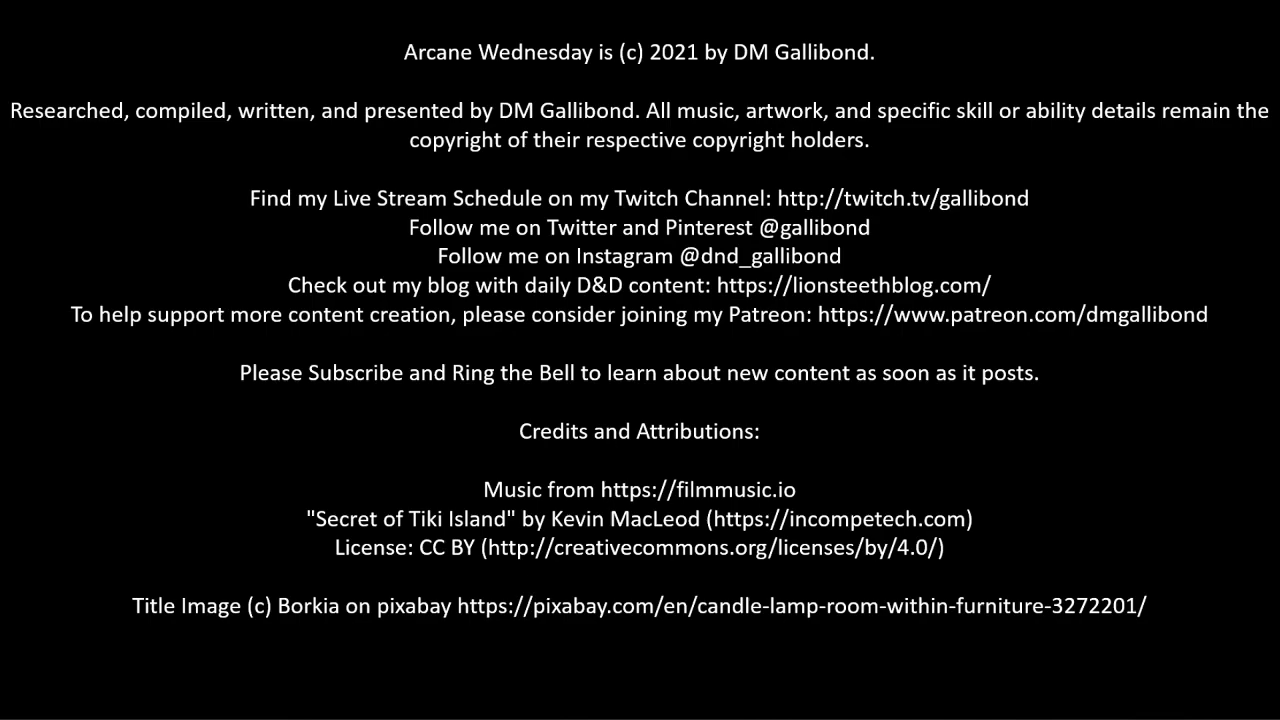 Arcane Wednesday is (c) 2021 by DM Gallibond.
Researched, compiled, written, and presented by DM Gallibond. All music, artwork, and specific skill or ability details remain the
copyright of their respective copyright holders.
Find my Live Stream Schedule on my Twitch Channel: http://twitch.tv/gallibond
Follow me on Twitter and Pinterest @gallibond
Follow me on Instagram @dnd_gallibond
Check out my blog with daily D&D content: https://lionsteethblog.com/
To help support more content creation, please consider joining my Patreon: https://www.patreon.com/dmgallibond
Please Subscribe and Ring the Bell to learn about new content as soon as it posts.
Credits and Attributions:
Music from https://filmmusic.io
"Secret of Tiki Island" by Kevin MacLeod (https://incompetech.com)
License: CC BY (http://creativecommons.org/licenses/by/4.0/)
Title Image (c) Borkia on pixabay https://pixabay.com/en/candle-lamp-room-within-furniture-3272201/